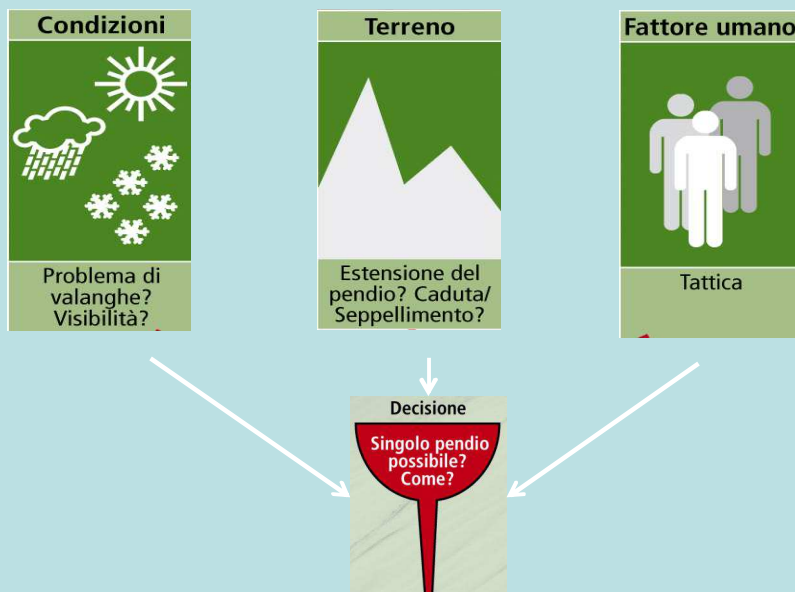 Condizioni
Problema di
valanghe?
Visibilità?
Terreno
Estensione del
pendio? Caduta/
Seppellimento?
Fattore umano
Tattica
Decisione
Singolo pendio
possibile?
Come?